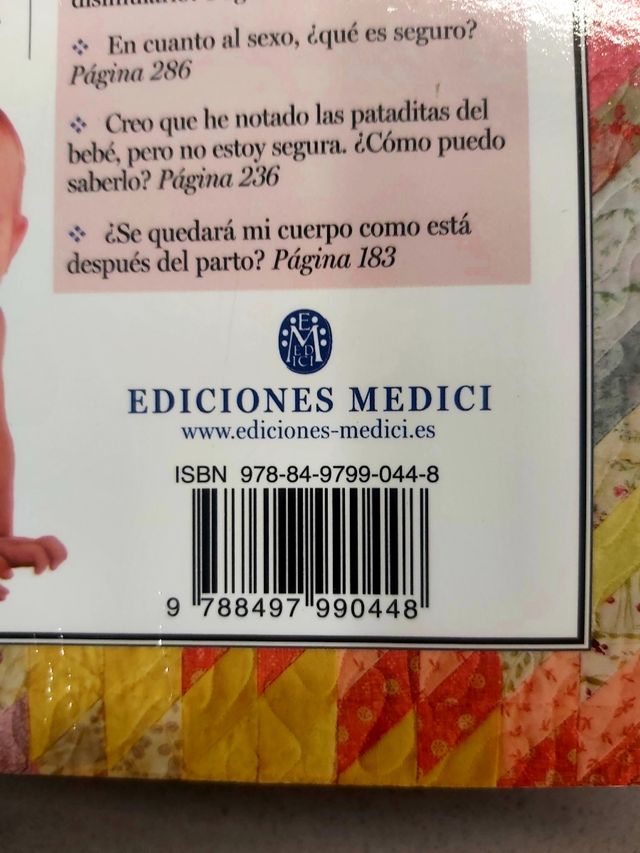 ❖ En cuanto al sexo, ¿qué es seguro?
Página 286
❖ Creo que he notado las pataditas del
bebé, pero no estoy segura. ¿Cómo puedo
saberlo? Página 236
❖ ¿Se quedará mi cuerpo como está
después del parto? Página 183
E
M
ED
ICI
EDICIONES MEDICI
www.ediciones-medici.es
ISBN 978-84-9799-044-8
9 788497 990448